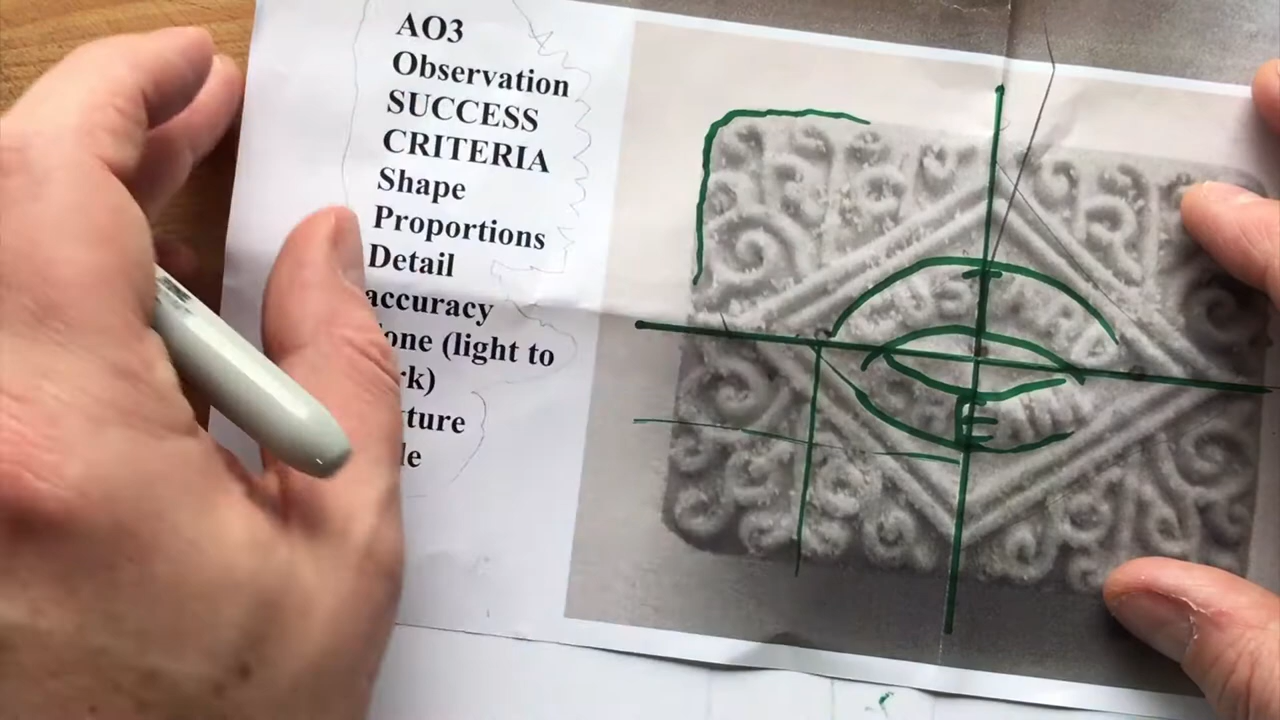 AO3
Observation
SUCCESS
CRITERIA
Shape
Proportions
Detail
accuracy
(light to
E